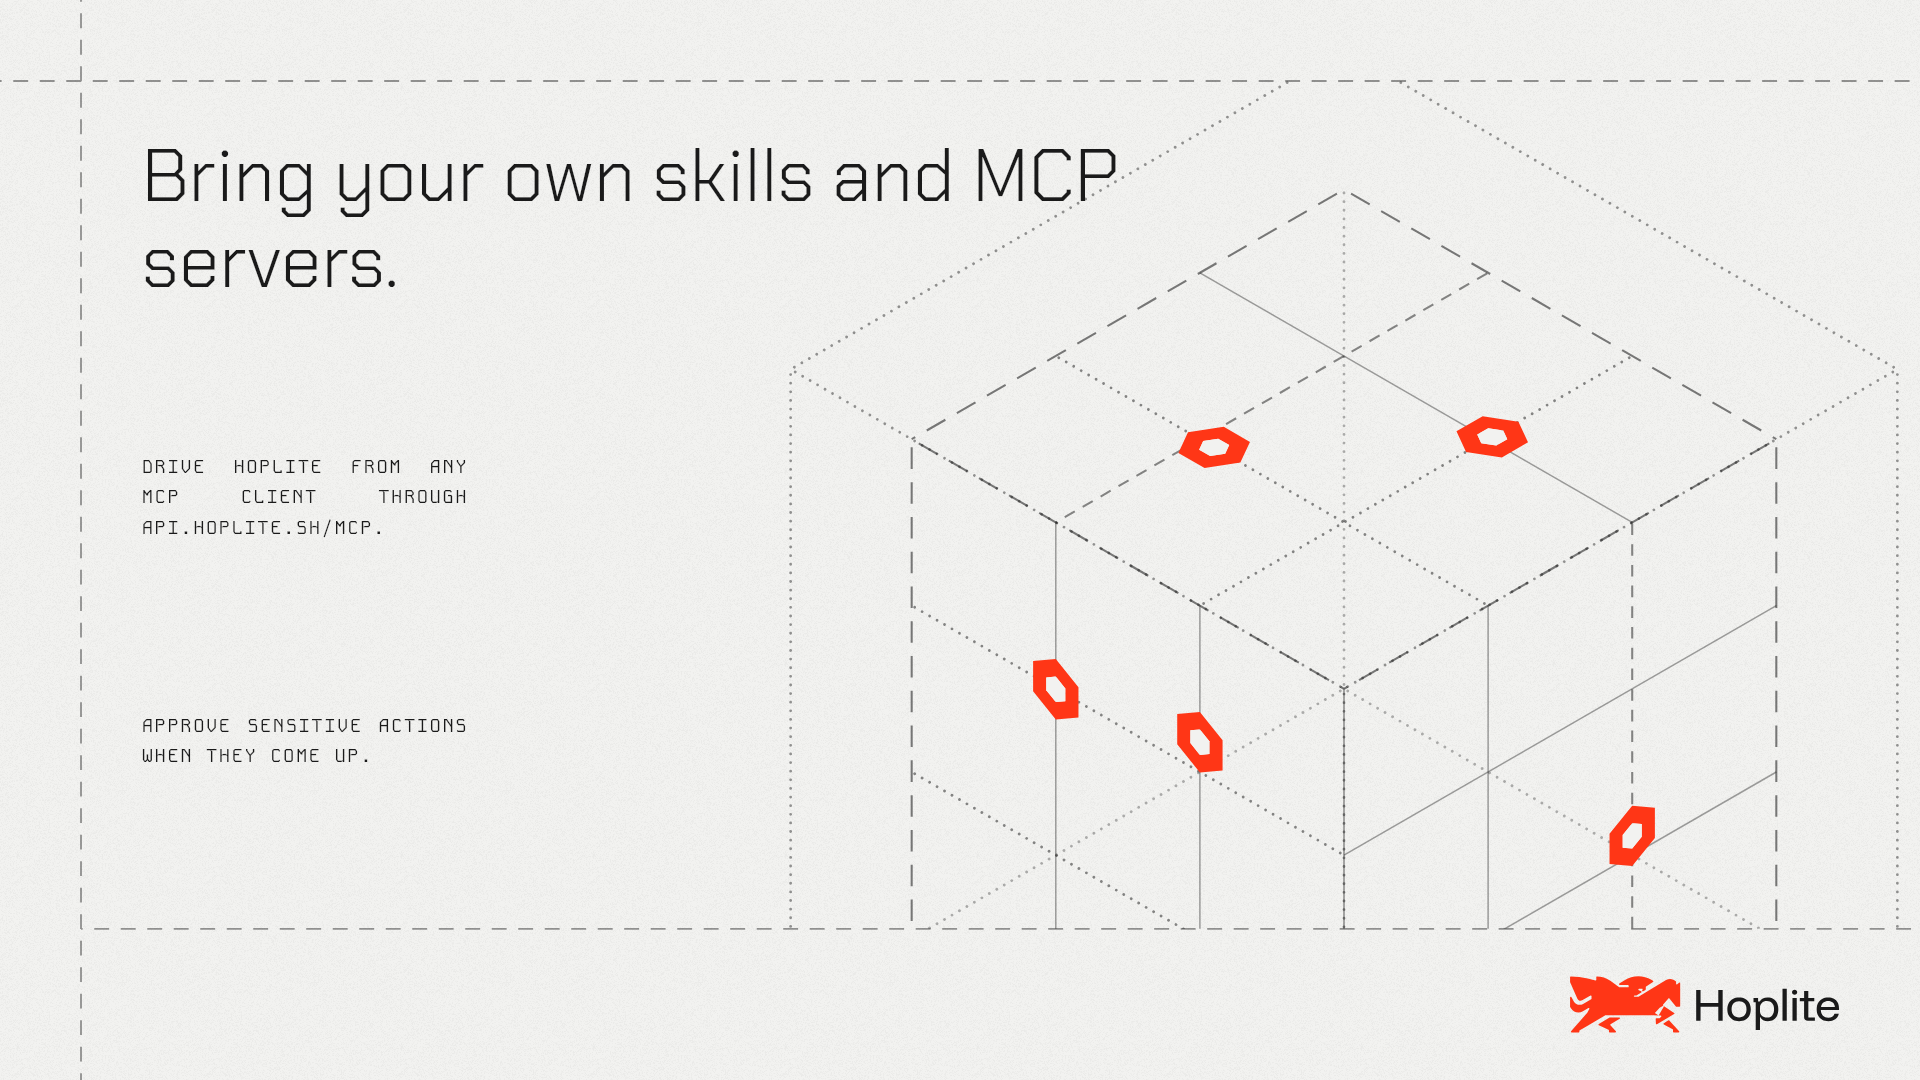 Bring your own skills and MCP
servers.
DRIVE HOPLITE FROM ANY
MCP CLIENT THROUGH
API.HOPLITE.SH/MCP.
APPROVE SENSITIVE ACTIONS
WHEN THEY COME UP.
Hoplite